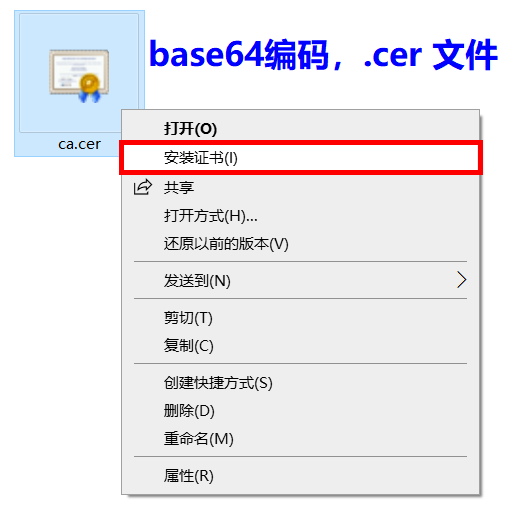 base64编码，.cer 文件
ca.cer
打开(O)
安装证书(I)
共享
打开方式(H)...
还原以前的版本(V)
发送到(N)
剪切(T)
复制(C)
创建快捷方式(S)
删除(D)
重命名(M)
属性(R)